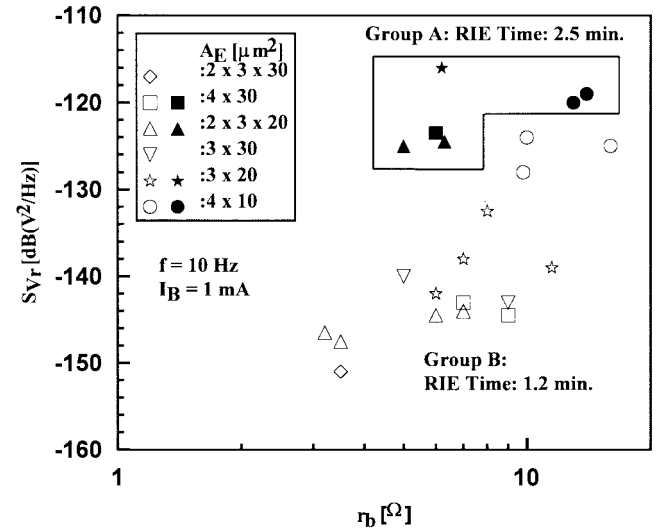 -110
-120
-130
-140
-150
-160
S_Vr [dB(V²/Hz)]
Group A: RIE Time: 2.5 min.
A_E [μm²]
:2 x 3 x 30
:4 x 30
:2 x 3 x 20
:3 x 30
:3 x 20
:4 x 10
f = 10 Hz
I_B = 1 mA
Group B:
RIE Time: 1.2 min.
1
10
r_b [Ω]